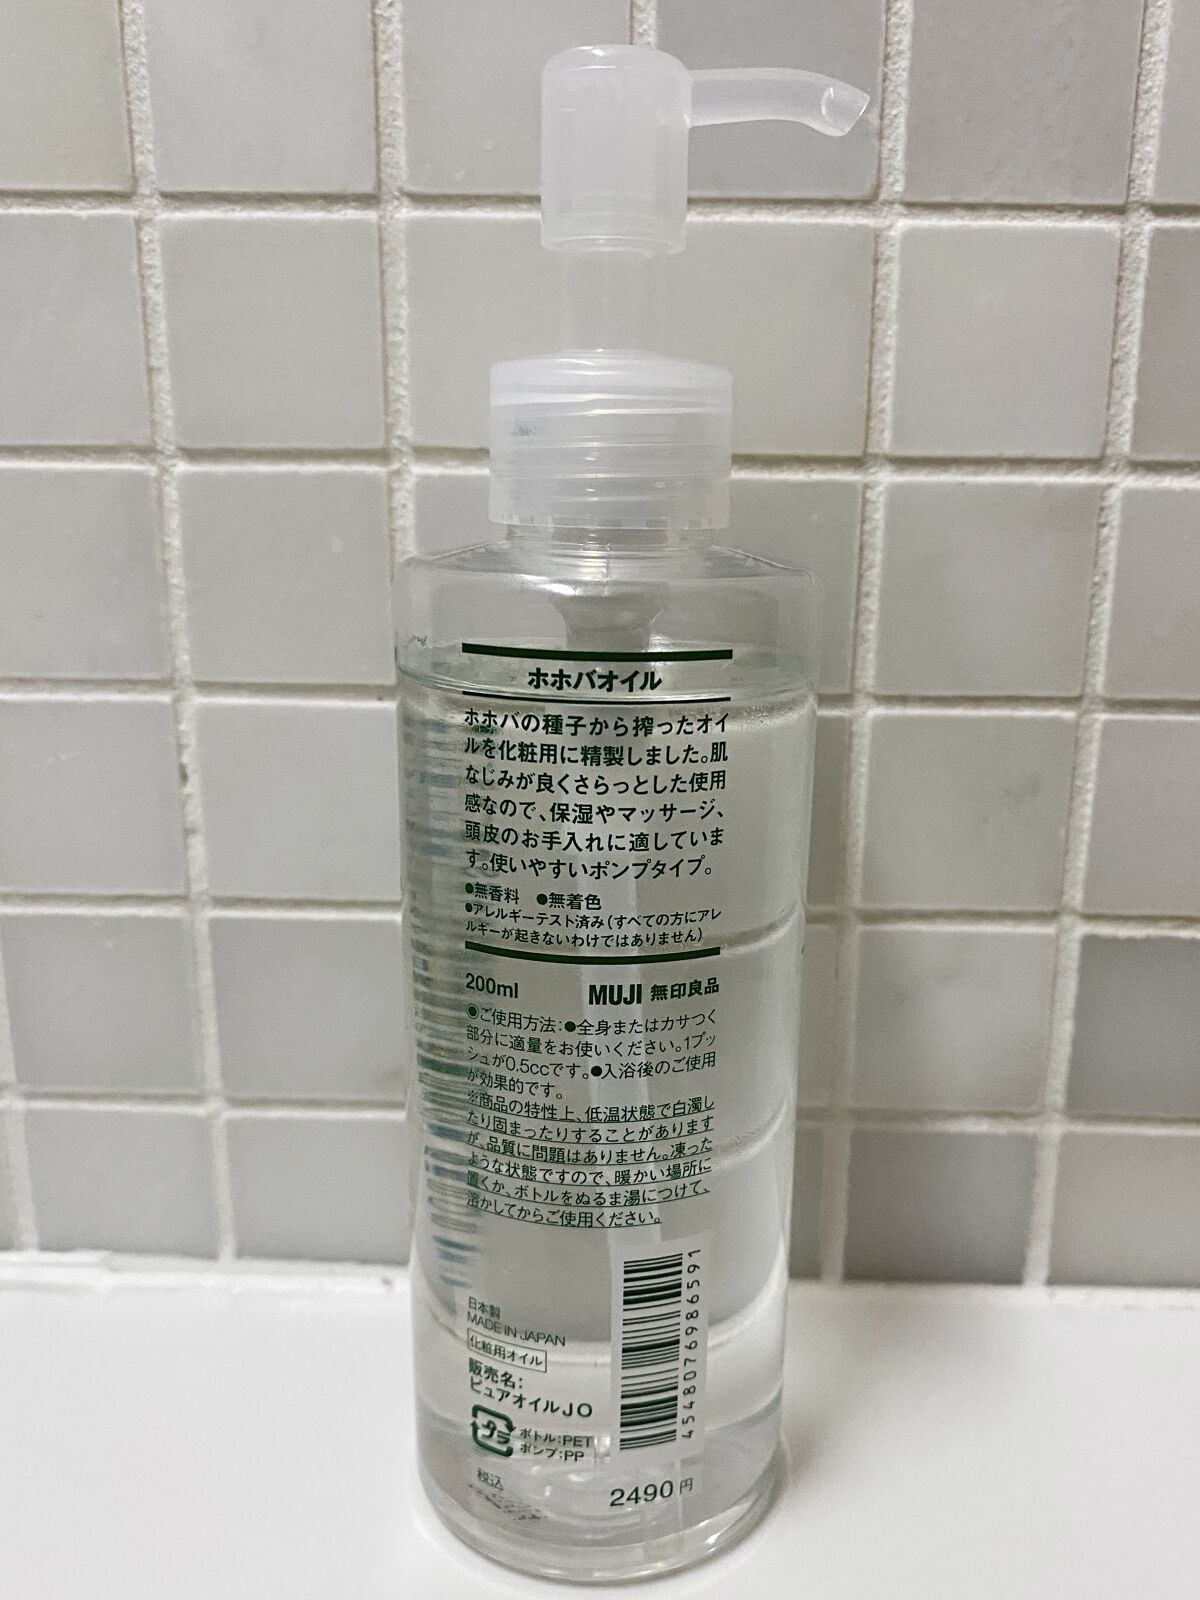 ホホバオイル
ホホバの種子から搾ったオイ
ルを化粧用に精製しました。肌
なじみが良くさらっとした使用
感なので、保湿やマッサージ、
頭皮のお手入れに適していま
す。使いやすいポンプタイプ。
●無香料 ●無着色
●アレルギーテスト済み(すべての方にアレ
ルギーが起きないわけではありません)
200ml MUJI 無印良品
◉ご使用方法:●全身またはカサつく
部分に適量をお使いください。1プッ
シュが0.5ccです。●入浴後のご使用
が効果的です。
※商品の特性上、低温状態で白濁し
たり固まったりすることがあります
が、品質に問題はありません。凍った
ような状態ですので、暖かい場所に
置くか、ボトルをぬるま湯につけて、
溶かしてからご使用ください。
日本製
MADE IN JAPAN
化粧用オイル
販売名:
ピュアオイルJO
プラ ボトル:PET
ポンプ:PP
4548076986591
税込 2490円